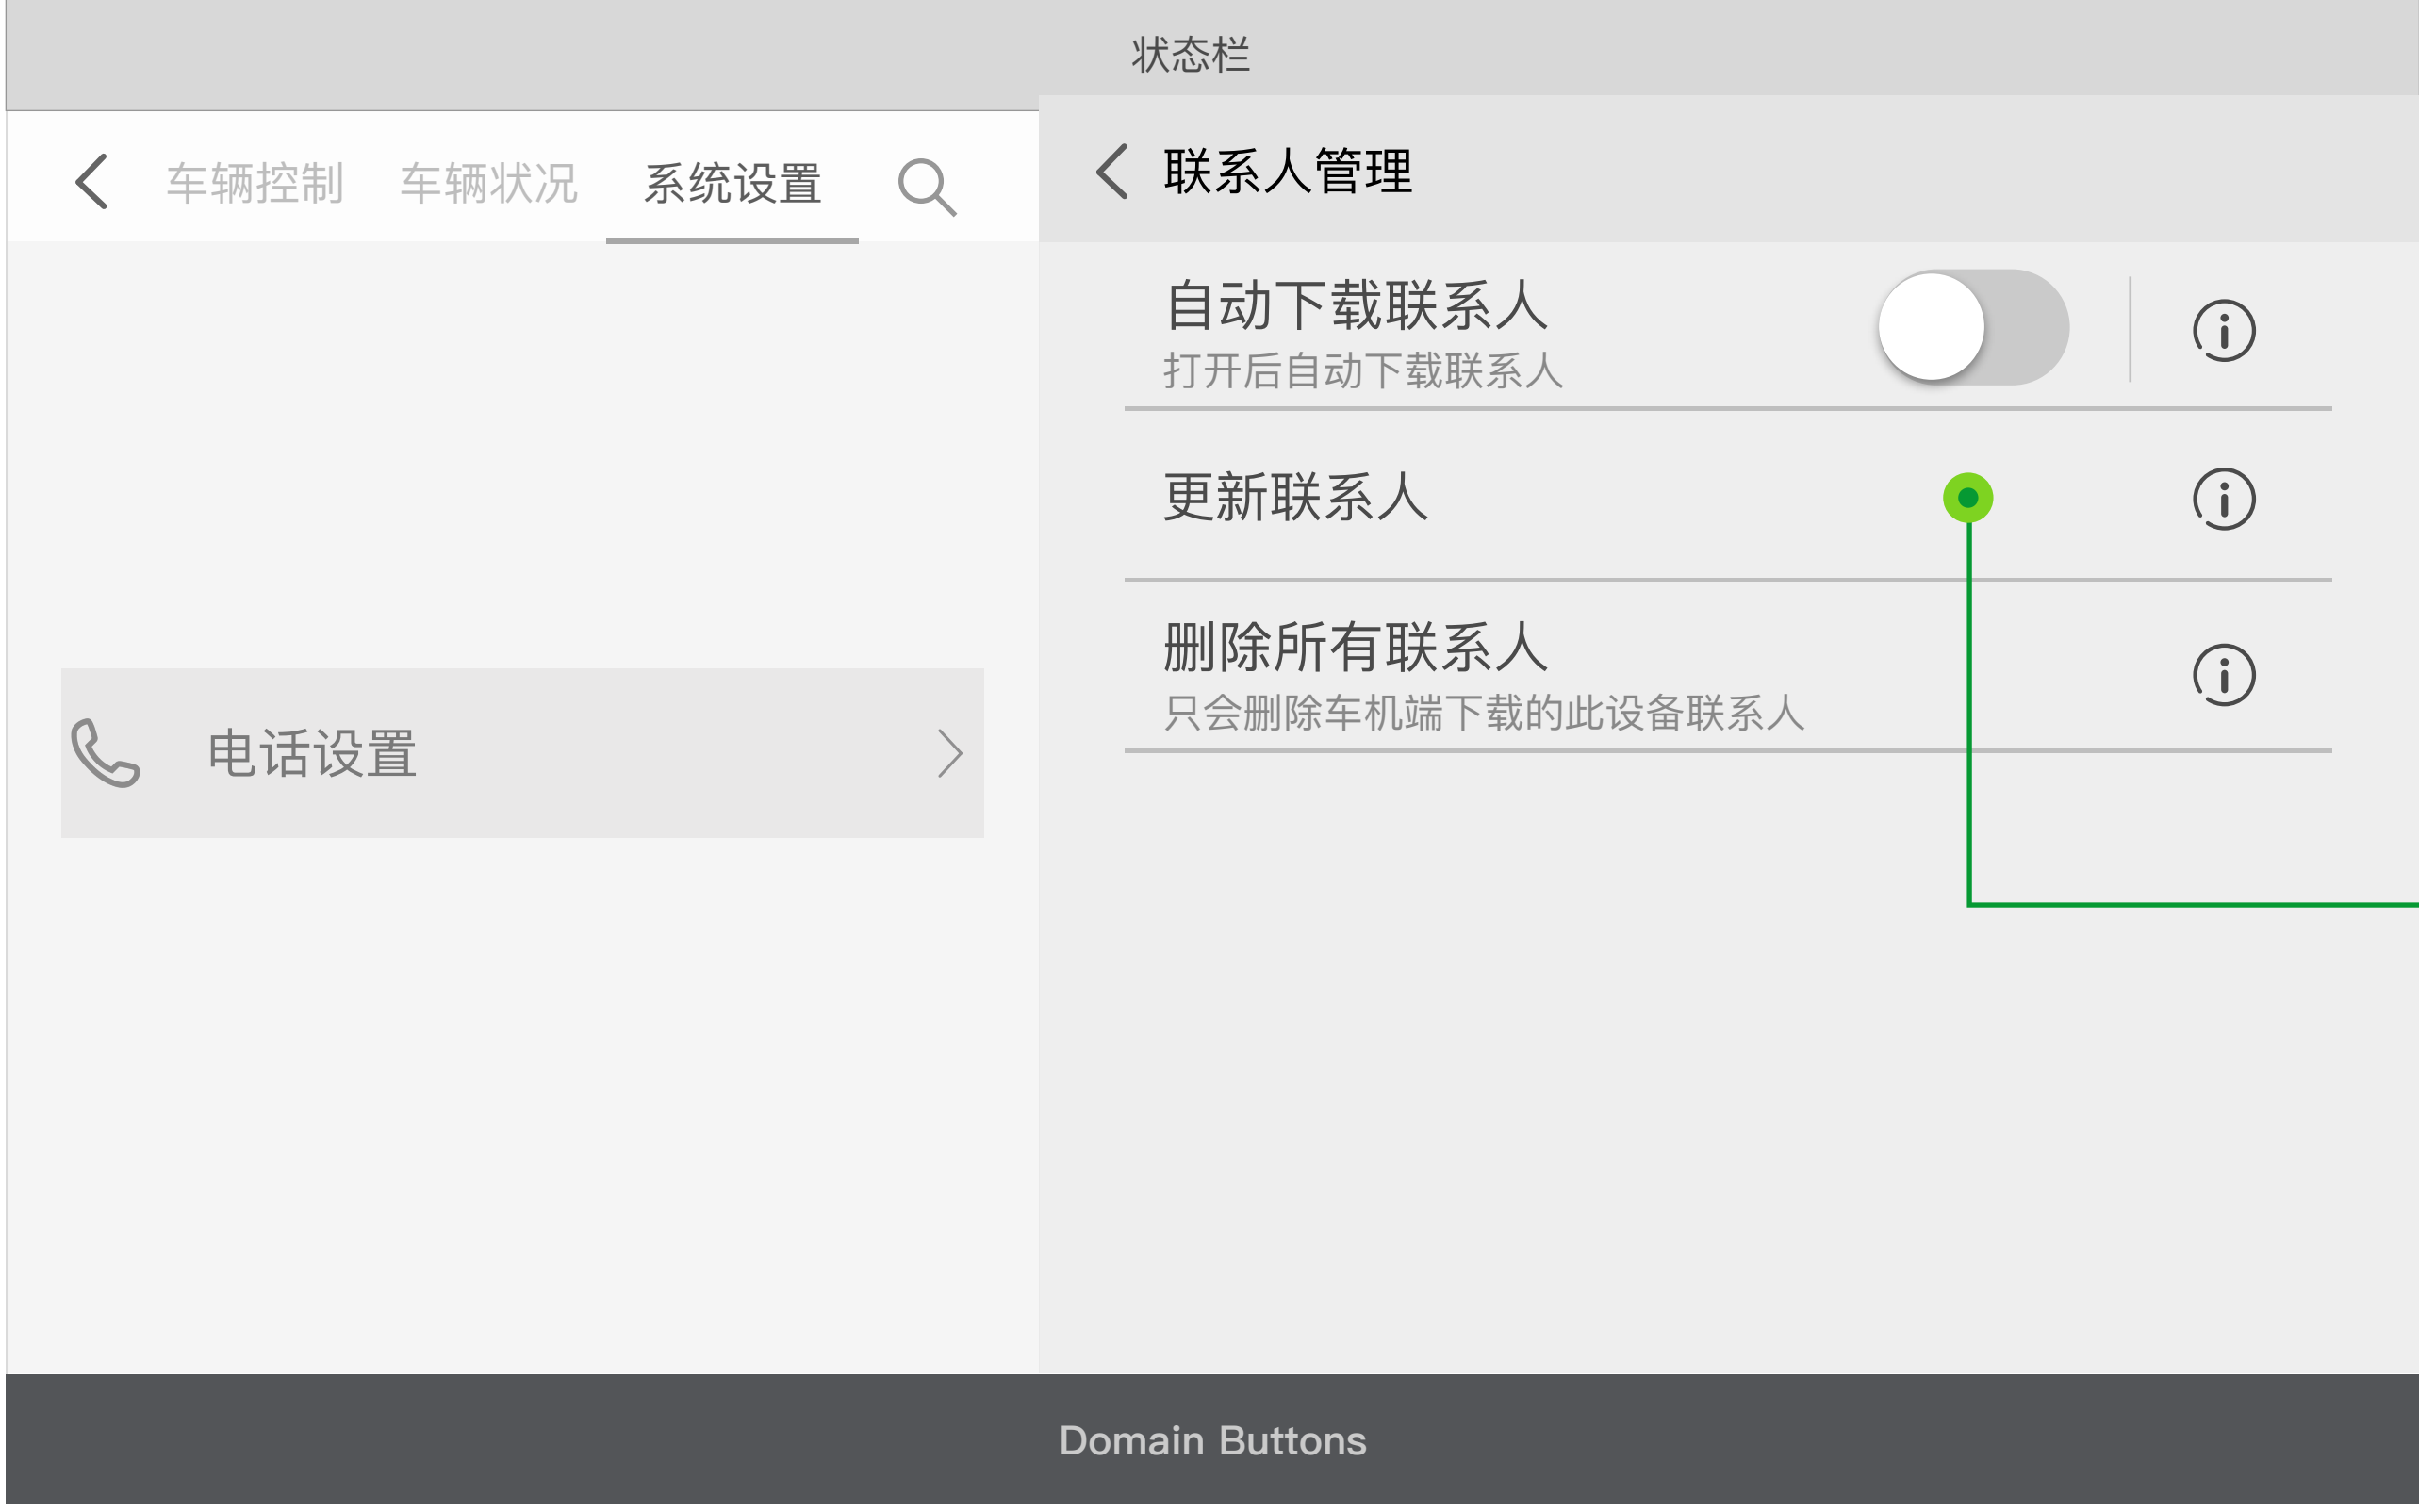 状态栏
车辆控制 车辆状况 系统设置
联系人管理
自动下载联系人
打开后自动下载联系人
更新联系人
删除所有联系人
只会删除车机端下载的此设备联系人
电话设置
Domain Buttons